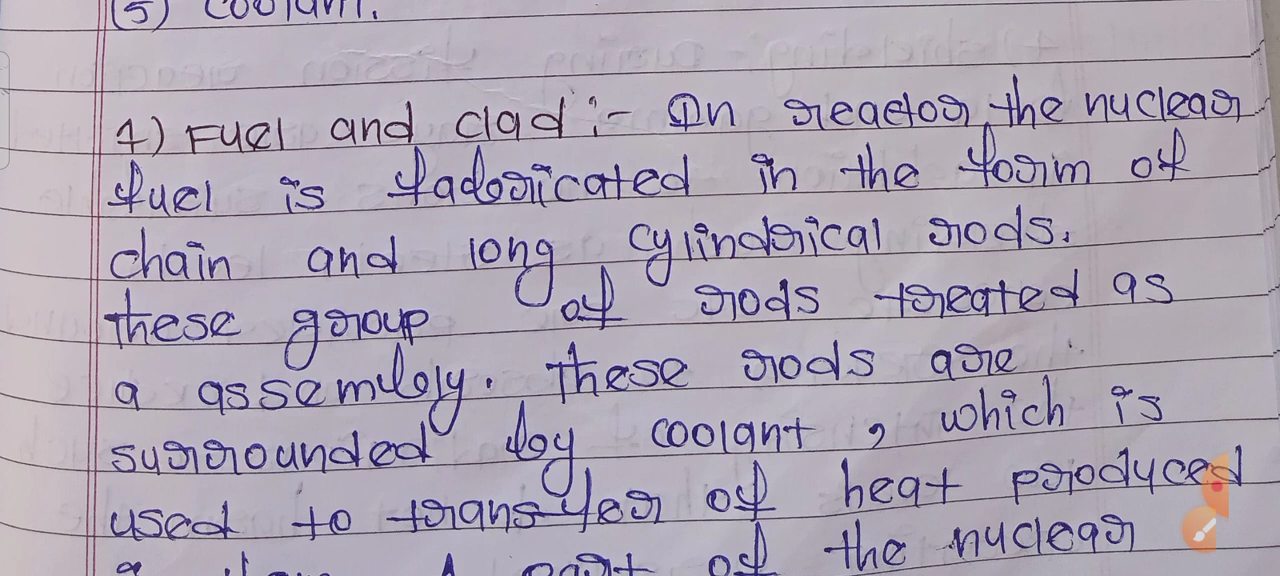 (5) Coolant.
1) Fuel and clad :- In reactor, the nuclear
fuel is fabricated in the form of
chain and long cylindrical rods.
these group of rods treated as
a assembly. These rods are
surrounded by coolant, which is
used to transfer of heat produced
part of the nuclear